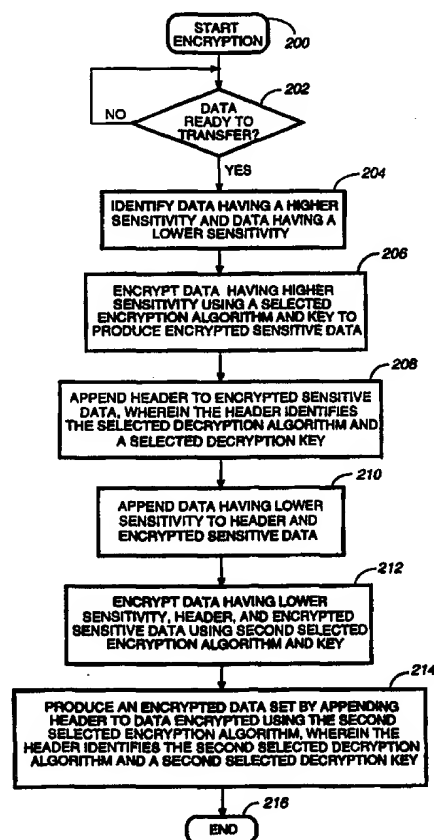 START
ENCRYPTION
200
202
NO
DATA
READY TO
TRANSFER?
YES
204
IDENTIFY DATA HAVING A HIGHER
SENSITIVITY AND DATA HAVING A
LOWER SENSITIVITY
206
ENCRYPT DATA HAVING HIGHER
SENSITIVITY USING A SELECTED
ENCRYPTION ALGORITHM AND KEY TO
PRODUCE ENCRYPTED SENSITIVE DATA
208
APPEND HEADER TO ENCRYPTED SENSITIVE
DATA, WHEREIN THE HEADER IDENTIFIES
THE SELECTED DECRYPTION ALGORITHM AND
A SELECTED DECRYPTION KEY
210
APPEND DATA HAVING LOWER
SENSITIVITY TO HEADER AND
ENCRYPTED SENSITIVE DATA
212
ENCRYPT DATA HAVING LOWER
SENSITIVITY, HEADER, AND ENCRYPTED
SENSITIVE DATA USING SECOND SELECTED
ENCRYPTION ALGORITHM AND KEY
214
PRODUCE AN ENCRYPTED DATA SET BY APPENDING
HEADER TO DATA ENCRYPTED USING THE SECOND
SELECTED ENCRYPTION ALGORITHM, WHEREIN THE
HEADER IDENTIFIES THE SECOND SELECTED DECRYPTION
ALGORITHM AND A SECOND SELECTED DECRYPTION KEY
216
END